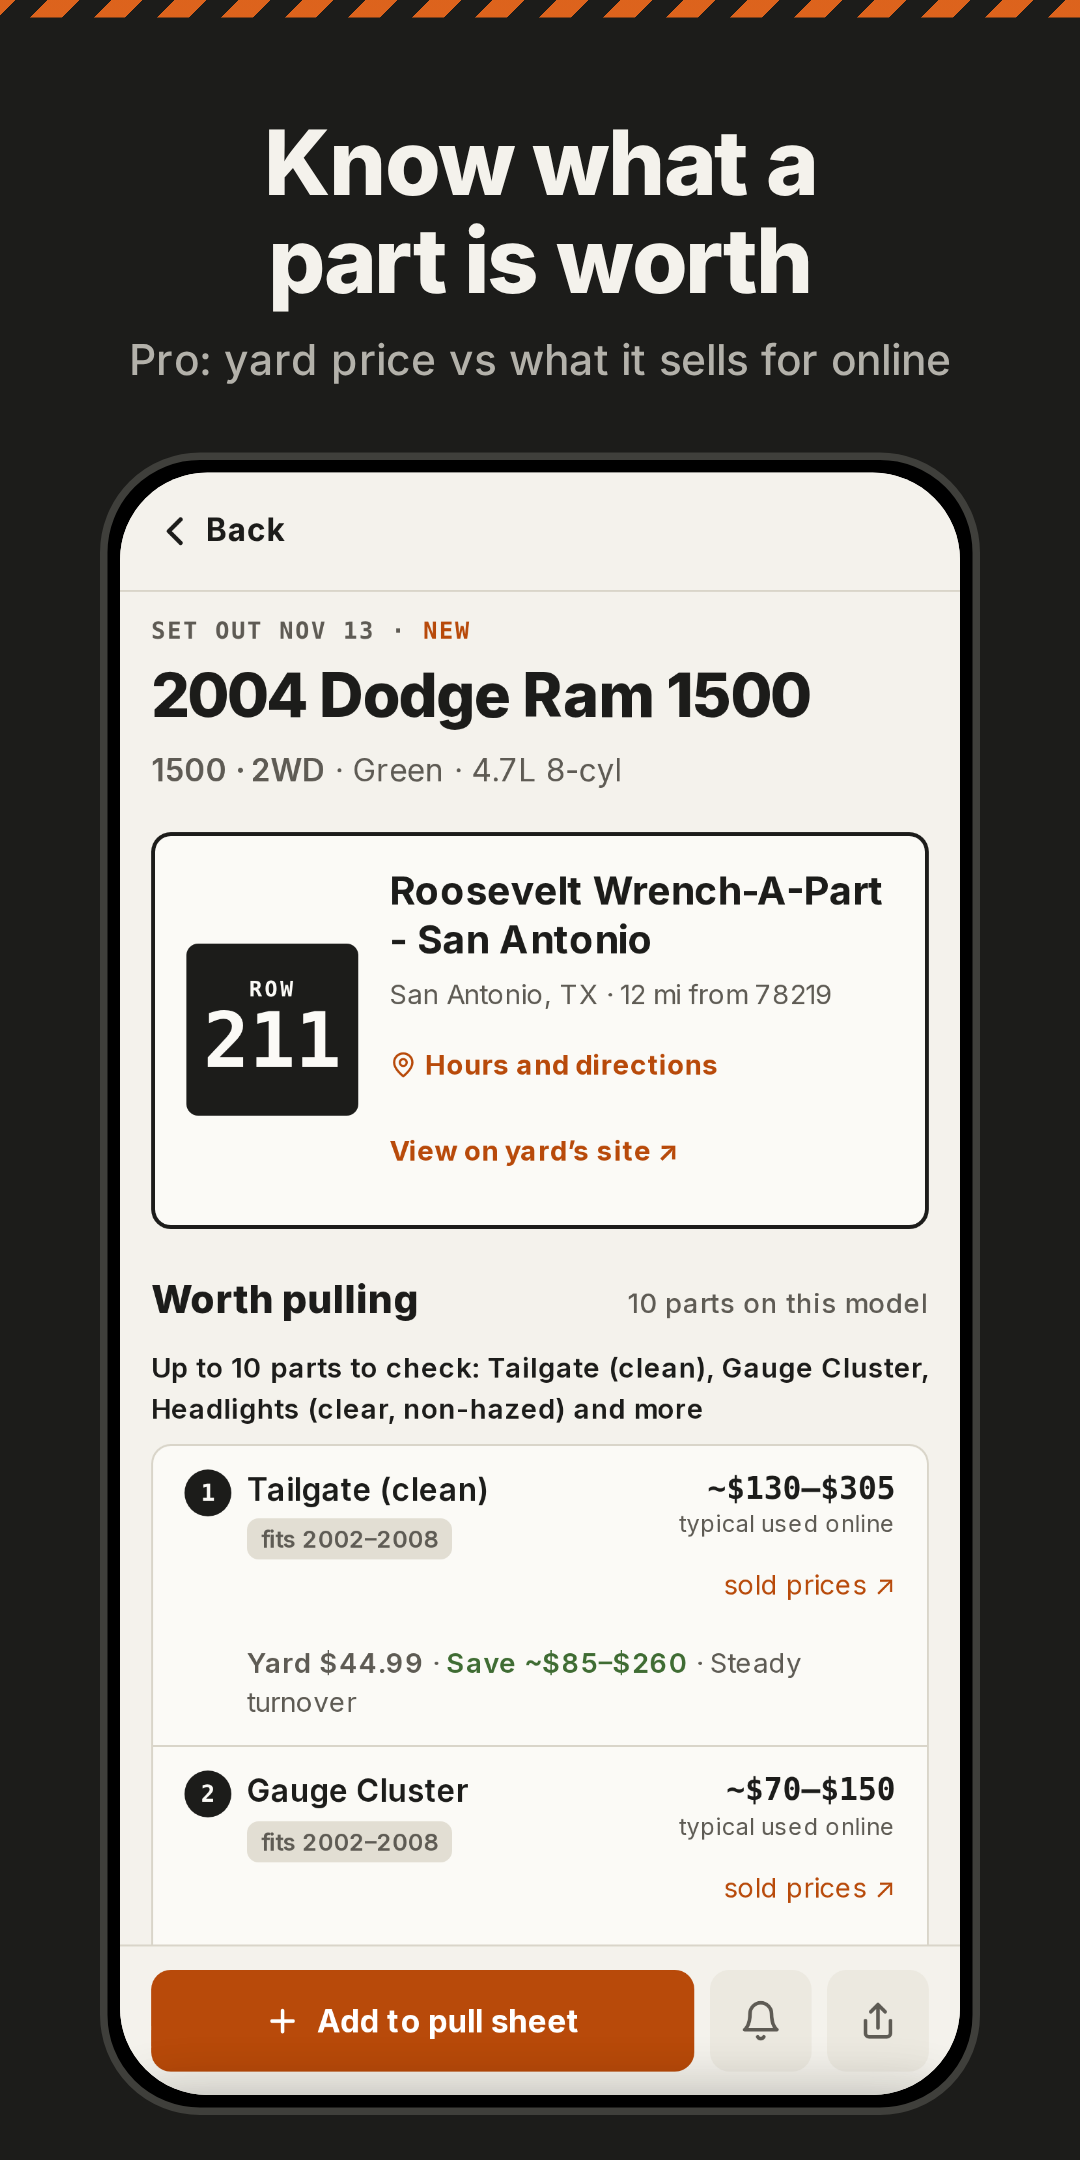 Know what a
part is worth
Pro: yard price vs what it sells for online
Back
SET OUT NOV 13 · NEW
2004 Dodge Ram 1500
1500 · 2WD · Green · 4.7L 8-cyl
Roosevelt Wrench-A-Part
- San Antonio
San Antonio, TX · 12 mi from 78219
ROW
211
Hours and directions
View on yard’s site ↗
Worth pulling
10 parts on this model
Up to 10 parts to check: Tailgate (clean), Gauge Cluster,
Headlights (clear, non-hazed) and more
1 Tailgate (clean) ~$130–$305
fits 2002–2008 typical used online
sold prices ↗
Yard $44.99 · Save ~$85–$260 · Steady
turnover
2 Gauge Cluster ~$70–$150
fits 2002–2008 typical used online
sold prices ↗
+ Add to pull sheet